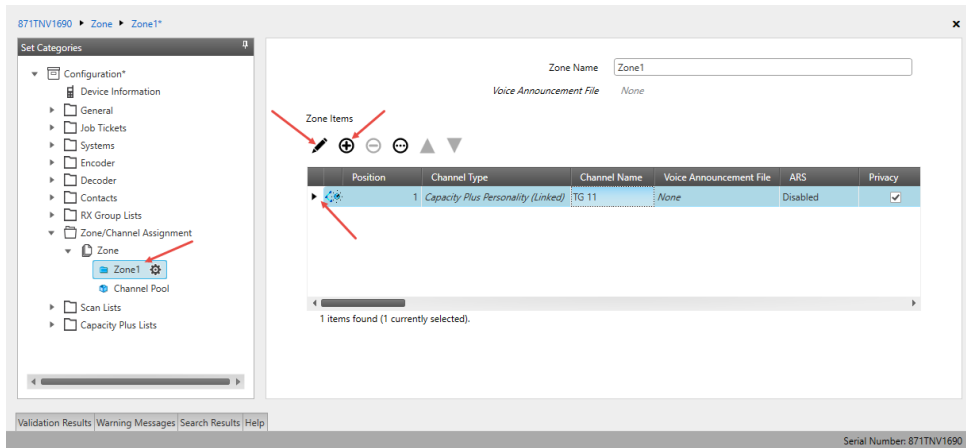 871TNV1690 Zone Zone1*
Set Categories
Configuration*
Device Information
General
Job Tickets
Systems
Encoder
Decoder
Contacts
RX Group Lists
Zone/Channel Assignment
Zone
Zone1
Channel Pool
Scan Lists
Capacity Plus Lists
Zone Name Zone1
Voice Announcement File None
Zone Items
Position Channel Type Channel Name Voice Announcement File ARS Privacy
1 Capacity Plus Personality (Linked) TG 11 None Disabled
1 items found (1 currently selected).
Validation Results Warning Messages Search Results Help
Serial Number: 871TNV1690